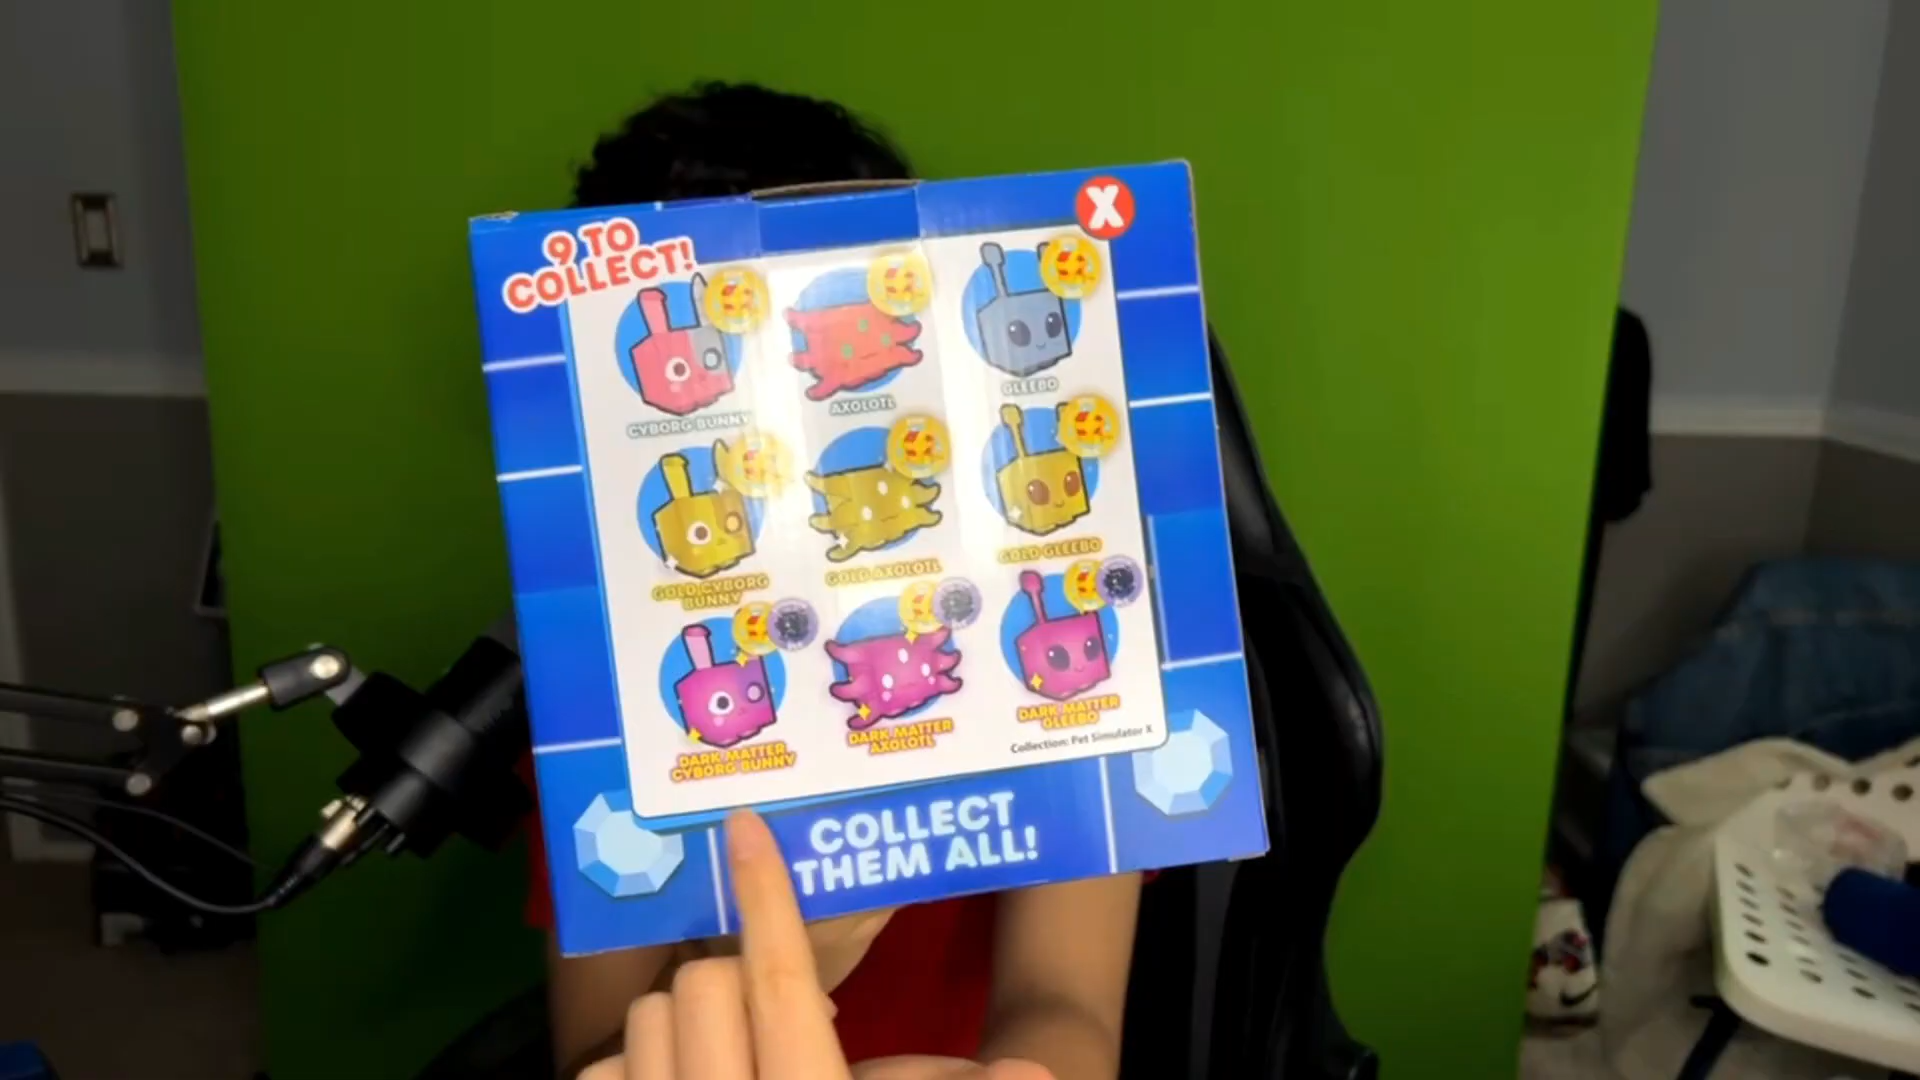 9 TO
COLLECT!
X
CYBORG BUNNY
AXOLOTL
GLEEBO
GOLD CYBORG
BUNNY
GOLD AXOLOTL
GOLD GLEEBO
DARK MATTER
CYBORG BUNNY
DARK MATTER
AXOLOTL
DARK MATTER
GLEEBO
Collection: Pet Simulator X
COLLECT
THEM ALL!